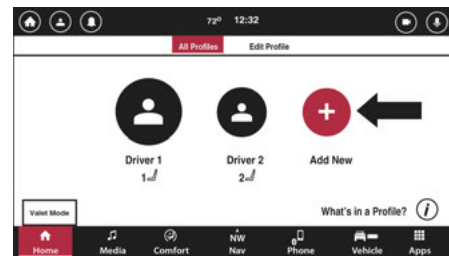 72° 12:32
All Profiles Edit Profile
Driver 1 Driver 2 Add New
1 2
What's in a Profile? i
Valet Mode
NW
Home Media Comfort Nav Phone Vehicle Apps